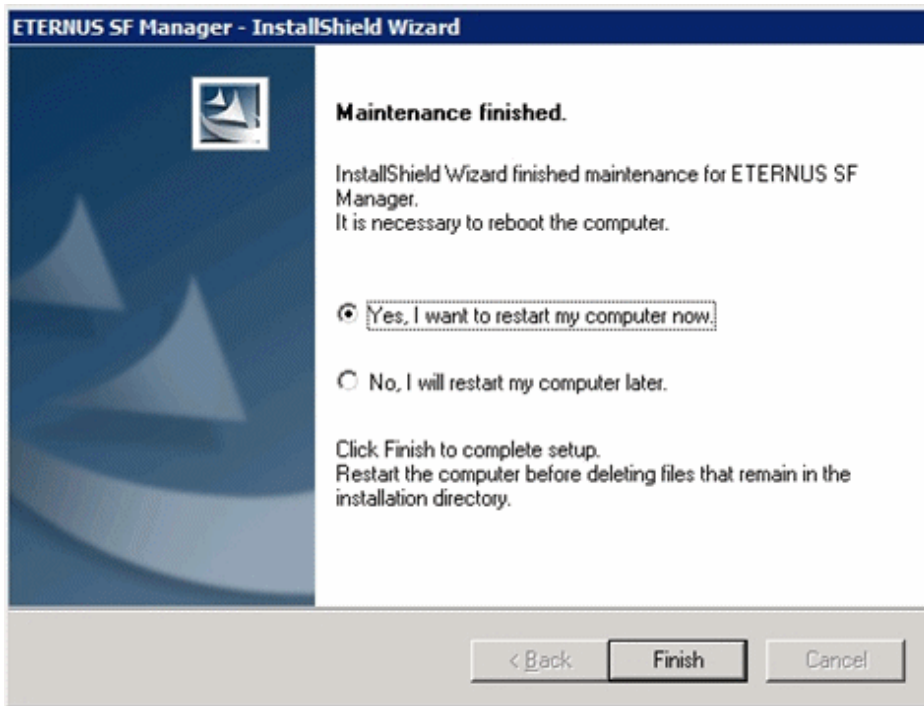 ETERNUS SF Manager - InstallShield Wizard
Maintenance finished.
InstallShield Wizard finished maintenance for ETERNUS SF
Manager.
It is necessary to reboot the computer.
Yes, I want to restart my computer now.
No, I will restart my computer later.
Click Finish to complete setup.
Restart the computer before deleting files that remain in the
installation directory.
< Back
Finish
Cancel